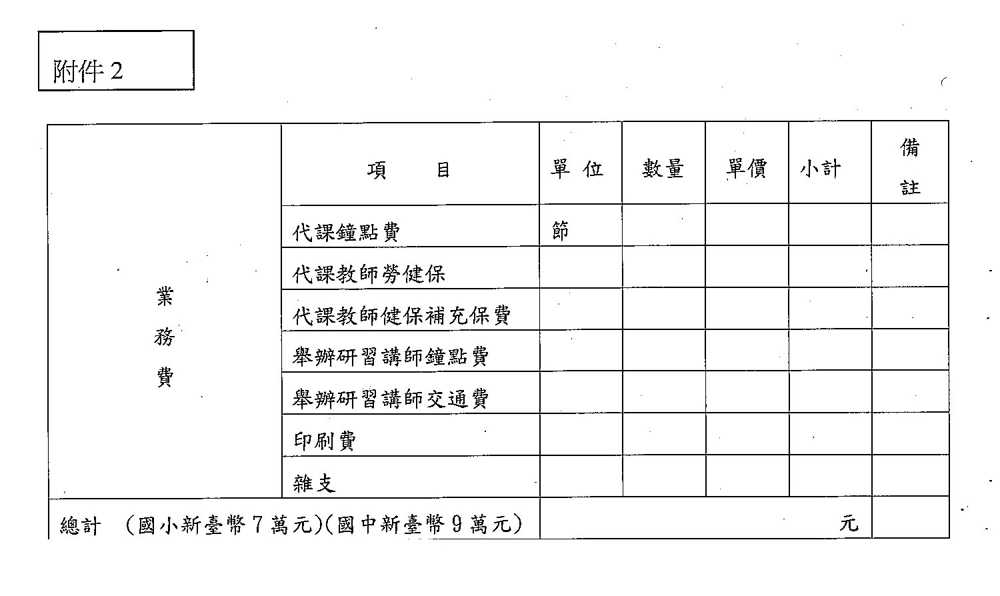 附件2
項 目 單位 數量 單價 小計 備註
業務費
代課鐘點費 節
代課教師勞健保
代課教師健保補充保費
舉辦研習講師鐘點費
舉辦研習講師交通費
印刷費
雜支
總計 (國小新臺幣7萬元)(國中新臺幣9萬元) 元